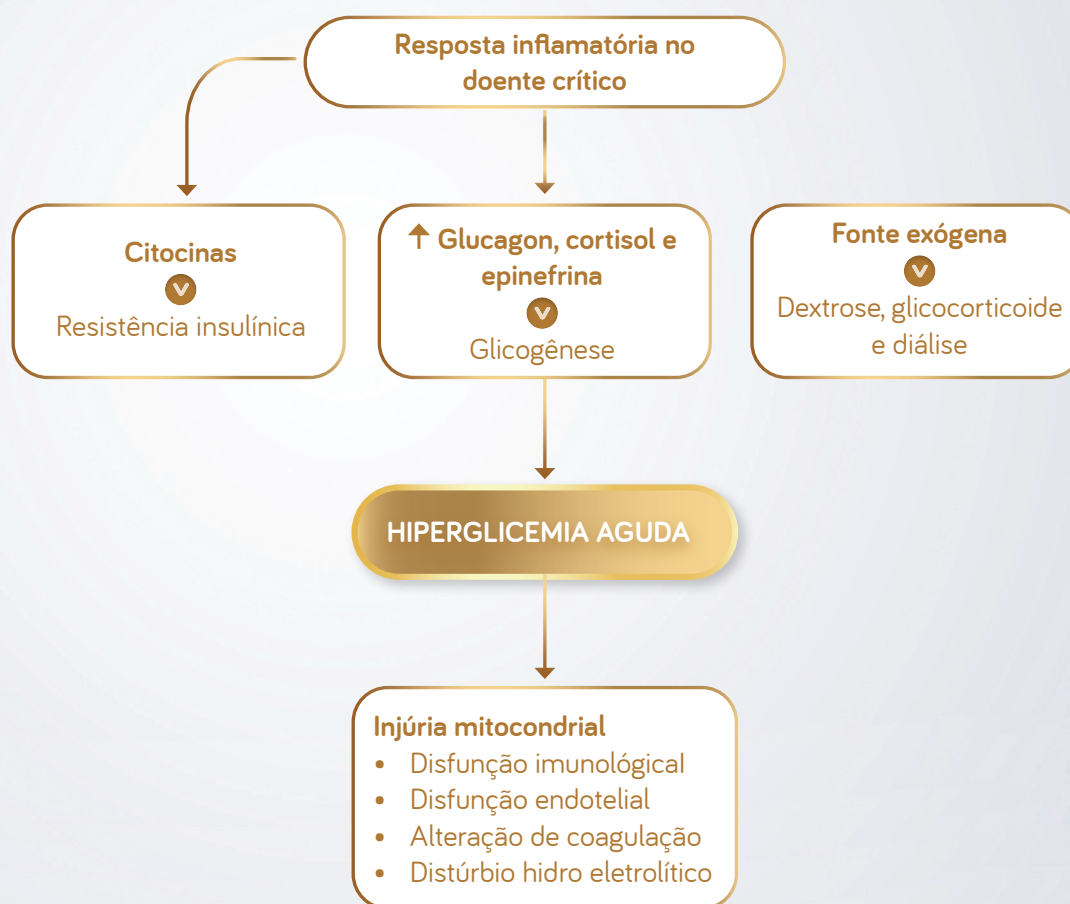 Resposta inflamatória no
doente crítico
Citocinas
Resistência insulínica
↑ Glucagon, cortisol e
epinefrina
Glicogênese
Fonte exógena
Dextrose, glicocorticoide
e diálise
HIPERGLICEMIA AGUDA
Injúria mitocondrial
• Disfunção imunológical
• Disfunção endotelial
• Alteração de coagulação
• Distúrbio hidro eletrolítico